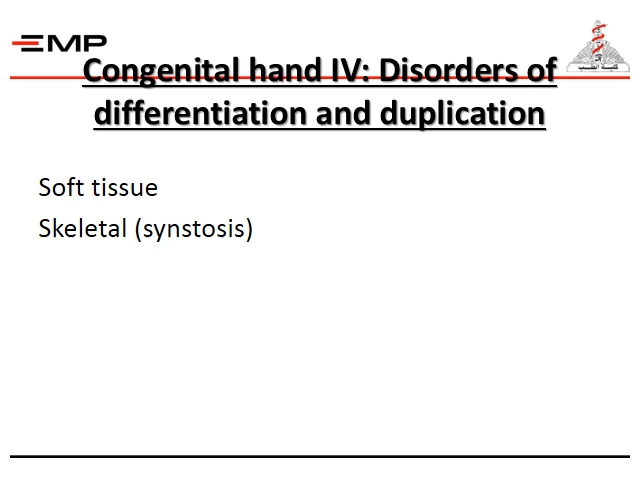 EMP
Congenital hand IV: Disorders of
differentiation and duplication
Soft tissue
Skeletal (synstosis)